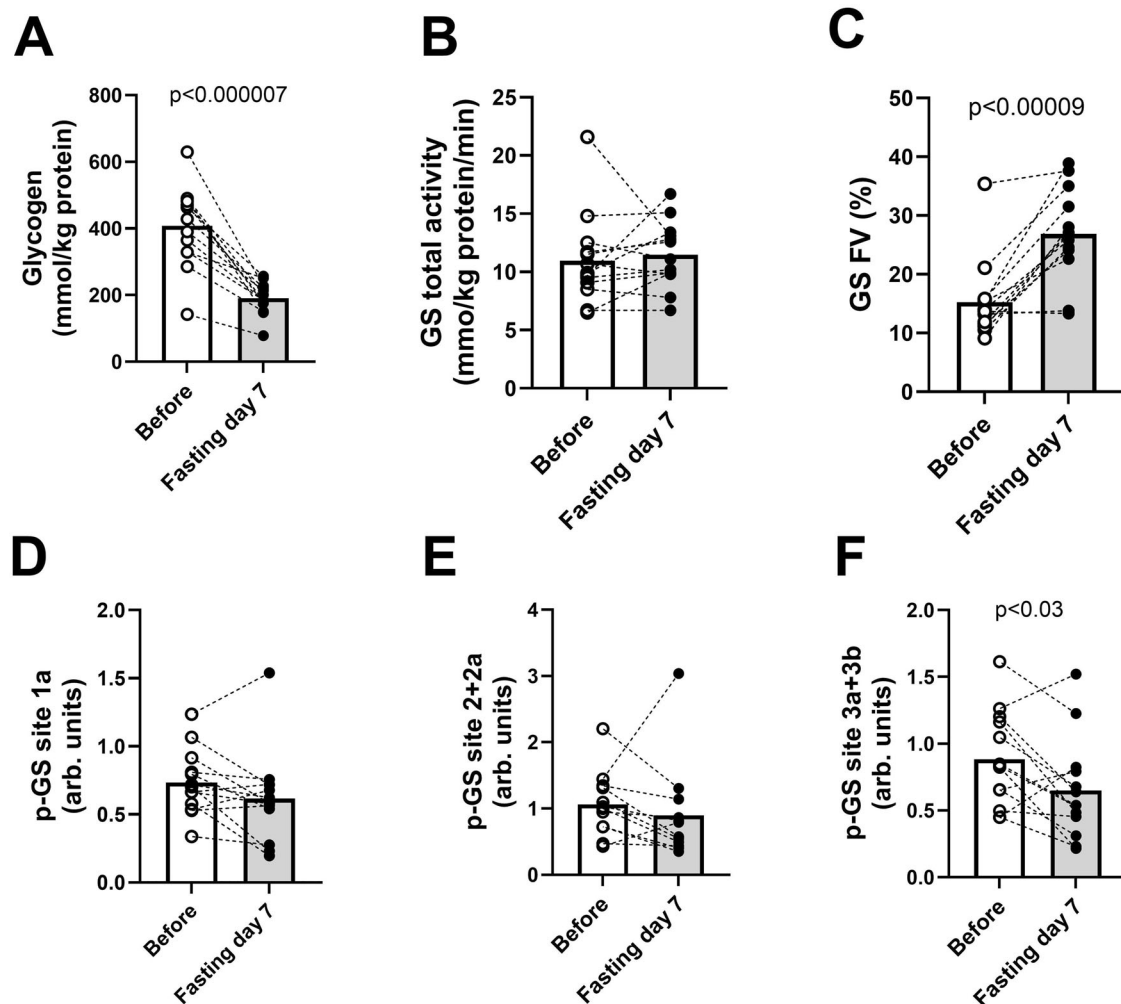 A
p<0.000007
Glycogen
(mmol/kg protein)
800
600
400
200
0
Before
Fasting day 7
B
GS total activity
(mmo/kg protein/min)
25
20
15
10
5
0
Before
Fasting day 7
C
p<0.00009
GS FV (%)
50
40
30
20
10
0
Before
Fasting day 7
D
p-GS site 1a
(arb. units)
2.0
1.5
1.0
0.5
0.0
Before
Fasting day 7
E
p-GS site 2+2a
(arb. units)
4
3
2
1
0
Before
Fasting day 7
F
p<0.03
p-GS site 3a+3b
(arb. units)
2.0
1.5
1.0
0.5
0.0
Before
Fasting day 7